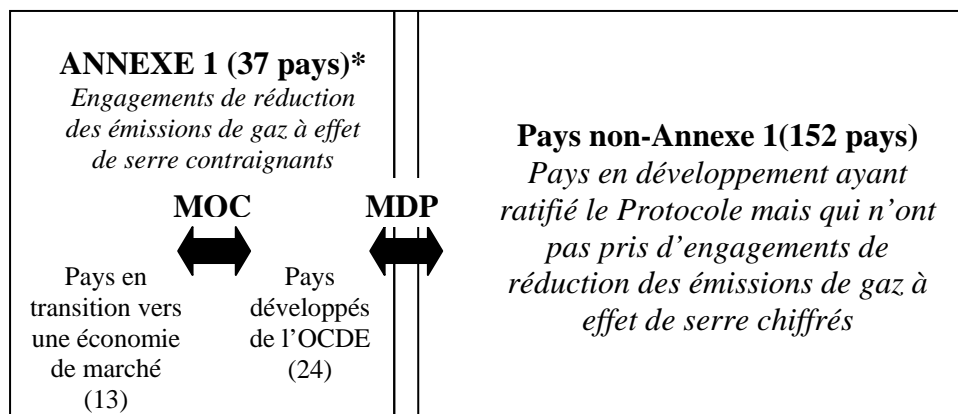 ANNEXE 1 (37 pays)*
Engagements de réduction
des émissions de gaz à effet
de serre contraignants
MOC
MDP
Pays en
transition vers
une économie
de marché
(13)
Pays
développés
de l’OCDE
(24)
Pays non-Annexe 1(152 pays)
Pays en développement ayant
ratifié le Protocole mais qui n’ont
pas pris d’engagements de
réduction des émissions de gaz à
effet de serre chiffrés